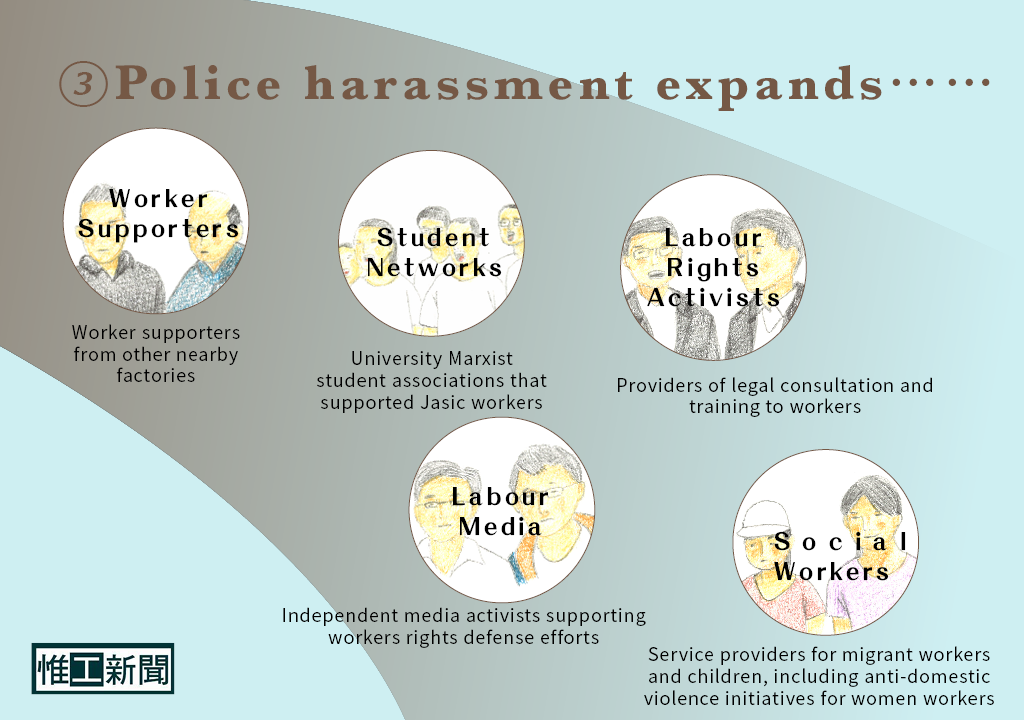 ③Police harassment expands⋯⋯ ⋯⋯
Worker
Supporters
Worker supporters
from other nearby
factories
Student
Networks
University Marxist
student associations that
supported Jasic workers
Labour
Rights
Activists
Providers of legal consultation and
training to workers
Labour
Media
Independent media activists supporting
workers rights defense efforts
Social
Workers
Service providers for migrant workers
and children, including anti-domestic
violence initiatives for women workers
惟工新聞